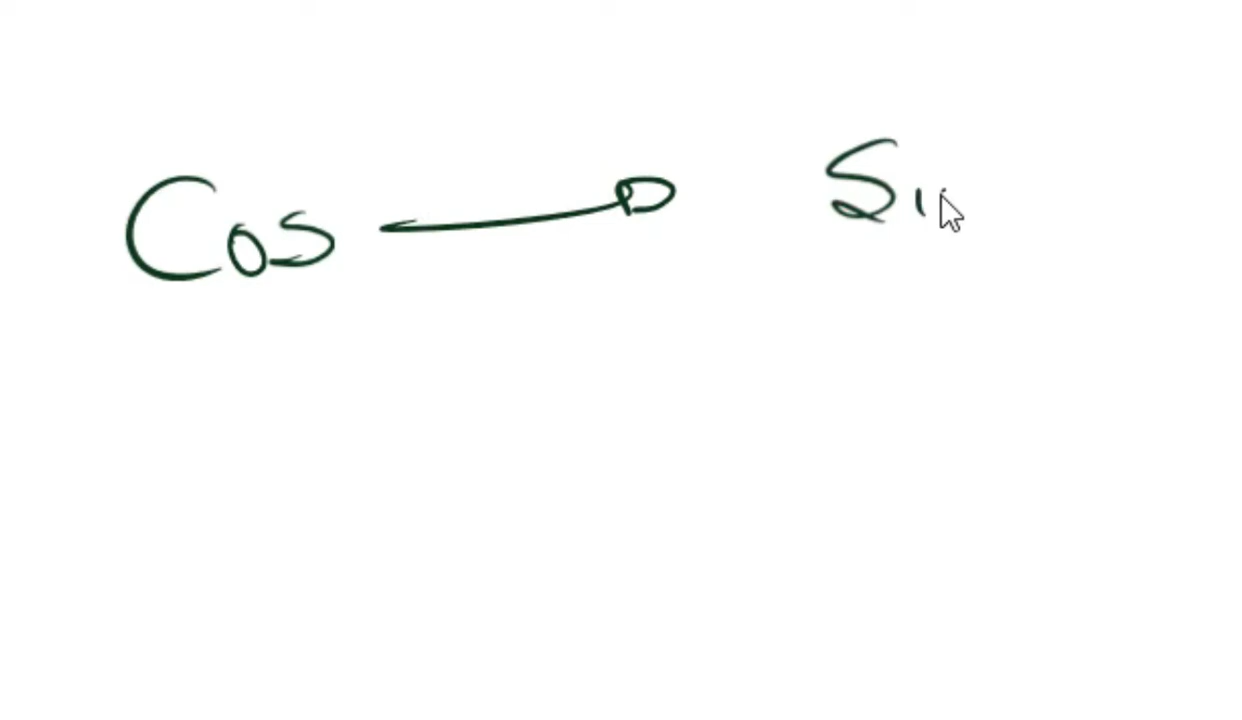 Cos → Si